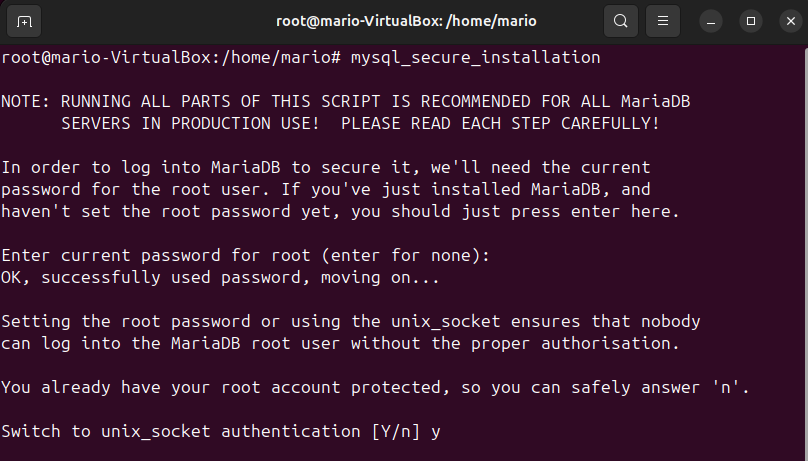 root@mario-VirtualBox: /home/mario
root@mario-VirtualBox:/home/mario# mysql_secure_installation
NOTE: RUNNING ALL PARTS OF THIS SCRIPT IS RECOMMENDED FOR ALL MariaDB
SERVERS IN PRODUCTION USE!  PLEASE READ EACH STEP CAREFULLY!
In order to log into MariaDB to secure it, we'll need the current
password for the root user. If you've just installed MariaDB, and
haven't set the root password yet, you should just press enter here.
Enter current password for root (enter for none):
OK, successfully used password, moving on...
Setting the root password or using the unix_socket ensures that nobody
can log into the MariaDB root user without the proper authorisation.
You already have your root account protected, so you can safely answer 'n'.
Switch to unix_socket authentication [Y/n] y